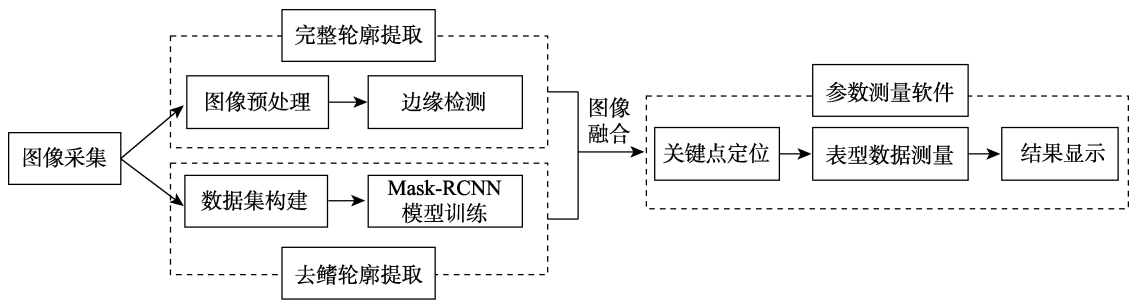 完整轮廓提取
图像预处理
边缘检测
图像采集
数据集构建
Mask-RCNN
模型训练
去鳍轮廓提取
图像
融合
参数测量软件
关键点定位
表型数据测量
结果显示